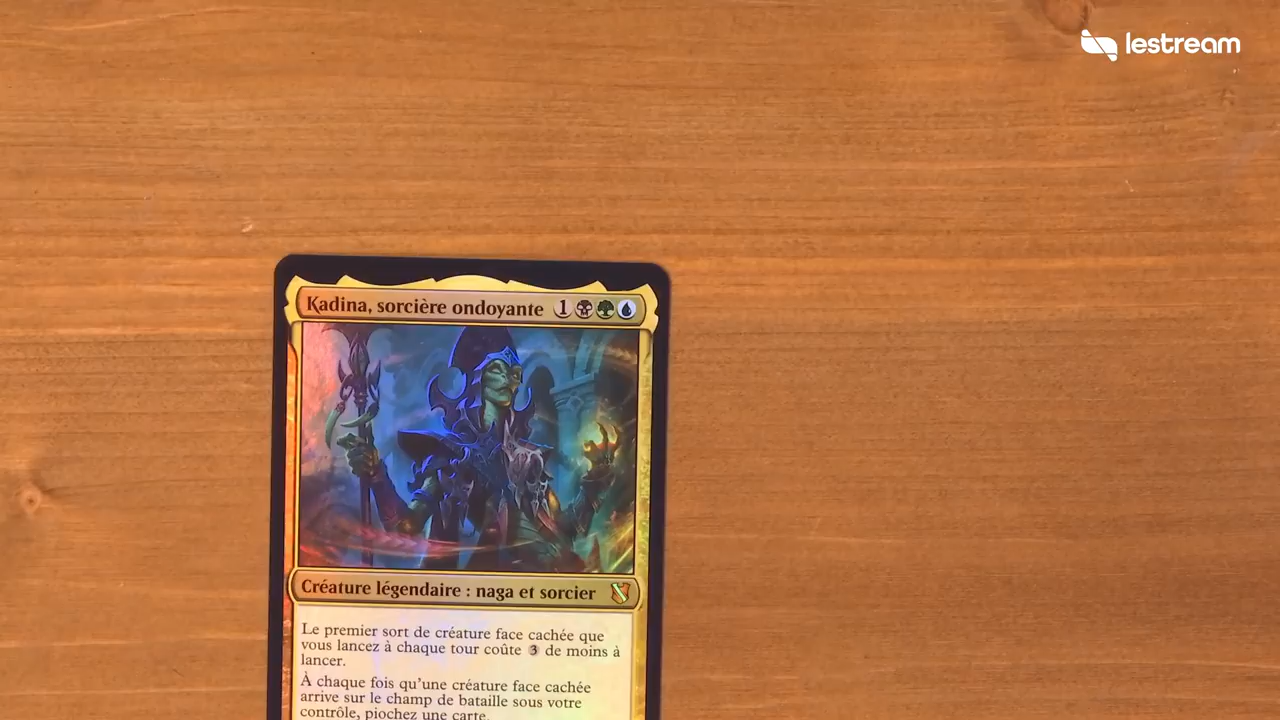 lestream
Kadina, sorcière ondoyante 1
Créature légendaire : naga et sorcier
Le premier sort de créature face cachée que
vous lancez à chaque tour coûte 3 de moins à
lancer.
À chaque fois qu'une créature face cachée
arrive sur le champ de bataille sous votre
contrôle, piochez une carte.